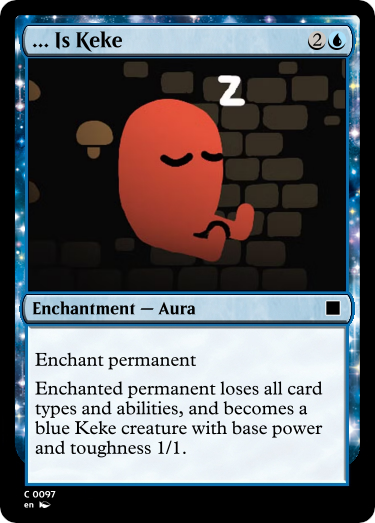 ... Is Keke 2
Z
Enchantment — Aura
Enchant permanent
Enchanted permanent loses all card
types and abilities, and becomes a
blue Keke creature with base power
and toughness 1/1.
C 0097
en